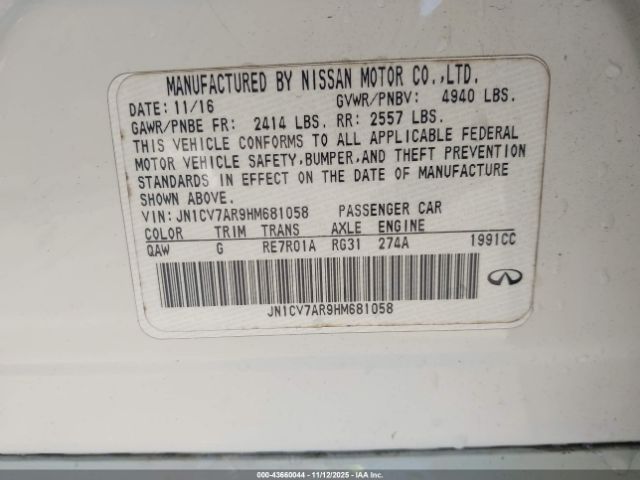 MANUFACTURED BY NISSAN MOTOR CO.,LTD.
DATE: 11/16 GVWR/PNBV: 4940 LBS.
GAWR/PNBE FR: 2414 LBS. RR: 2557 LBS.
THIS VEHICLE CONFORMS TO ALL APPLICABLE FEDERAL
MOTOR VEHICLE SAFETY, BUMPER, AND THEFT PREVENTION
STANDARDS IN EFFECT ON THE DATE OF MANUFACTURE
SHOWN ABOVE.
VIN: JN1CV7AR9HM681058 PASSENGER CAR
COLOR TRIM TRANS AXLE ENGINE
QAW G RE7R01A RG31 274A 1991CC
JN1CV7AR9HM681058
000-43660044 - 11/12/2025 - IAAI.COM